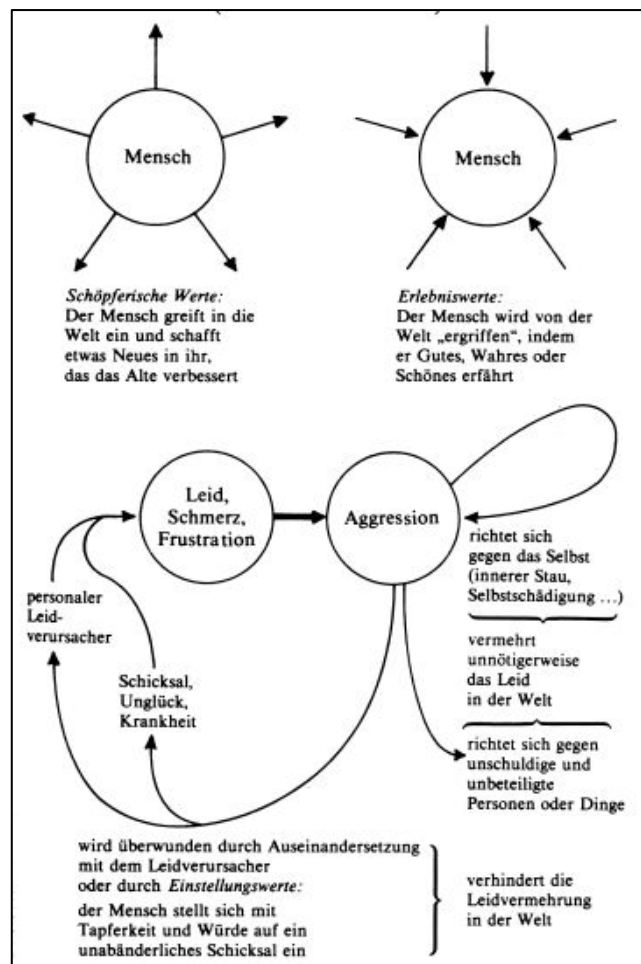 Mensch
Mensch
Schöpferische Werte:
Der Mensch greift in die
Welt ein und schafft
etwas Neues in ihr,
das das Alte verbessert
Erlebniswerte:
Der Mensch wird von der
Welt „ergriffen“, indem
er Gutes, Wahres oder
Schönes erfährt
Leid,
Schmerz,
Frustration
Aggression
personaler
Leid-
verursacher
Schicksal,
Unglück,
Krankheit
richtet sich
gegen das Selbst
(innerer Stau,
Selbstschädigung ...)
vermehrt
unnötigerweise
das Leid
in der Welt
richtet sich gegen
unschuldige und
unbeteiligte
Personen oder Dinge
wird überwunden durch Auseinandersetzung
mit dem Leidverursacher
oder durch Einstellungswerte:
der Mensch stellt sich mit
Tapferkeit und Würde auf ein
unabänderliches Schicksal ein
verhindert die
Leidvermehrung
in der Welt